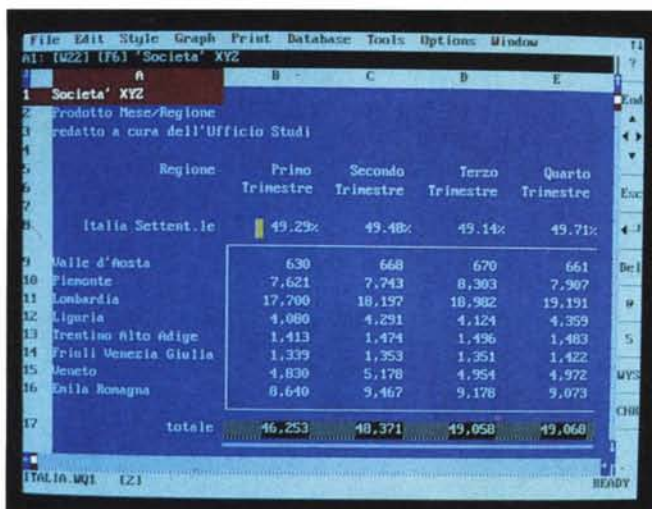 File Edit Style Graph Print Database Tools Options Window
A1: [W22] [F6] 'Societa' XYZ
?
A B C D E
1 Societa' XYZ
End
2 Prodotto Mese/Regione
3 redatto a cura dell'Ufficio Studi
4
5 Regione Primo Secondo Terzo Quarto
6 Trimestre Trimestre Trimestre Trimestre
Esc
7
8 Italia Settent.le 49.29% 49.48% 49.14% 49.71%
9 Valle d'Aosta 630 668 670 661
Del
10 Piemonte 7,621 7,743 8,303 7,907
11 Lombardia 17,700 18,197 18,982 19,191
@
12 Liguria 4,080 4,291 4,124 4,359
13 Trentino Alto Adige 1,413 1,474 1,496 1,483
5
14 Friuli Venezia Giulla 1,339 1,353 1,351 1,422
15 Veneto 4,830 5,178 4,954 4,972
WYS
16 Emila Romagna 8,640 9,467 9,178 9,073
CHR
17 totale 46,253 48,371 49,058 49,068
ITALIA.WQ1 [2] READY